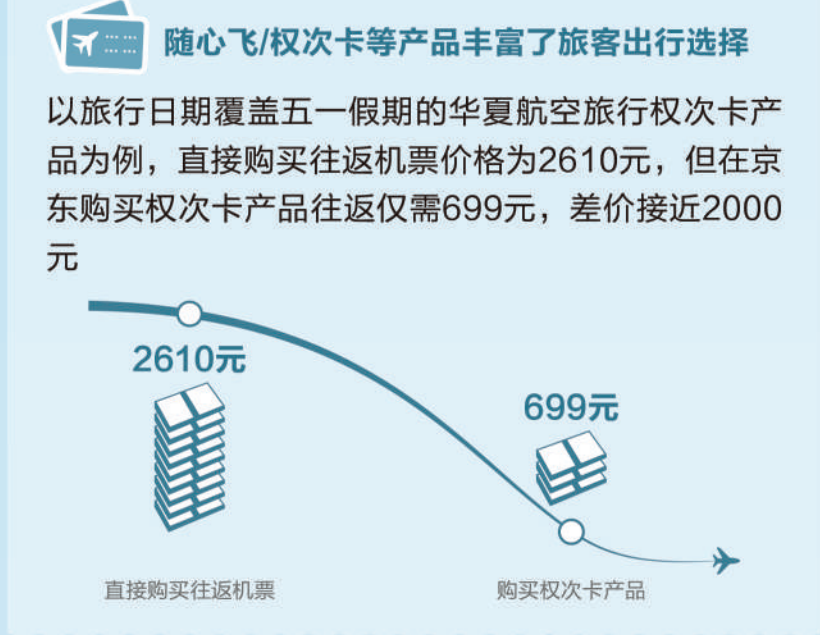 随心飞/权次卡等产品丰富了旅客出行选择
以旅行日期覆盖五一假期的华夏航空旅行权次卡产
品为例，直接购买往返机票价格为2610元，但在京
东购买权次卡产品往返仅需699元，差价接近2000
元
2610元
699元
直接购买往返机票
购买权次卡产品